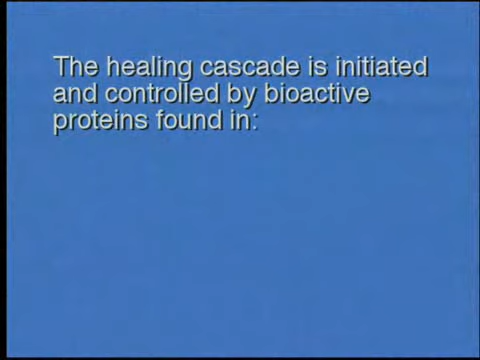 The healing cascade is initiated
and controlled by bioactive
proteins found in: